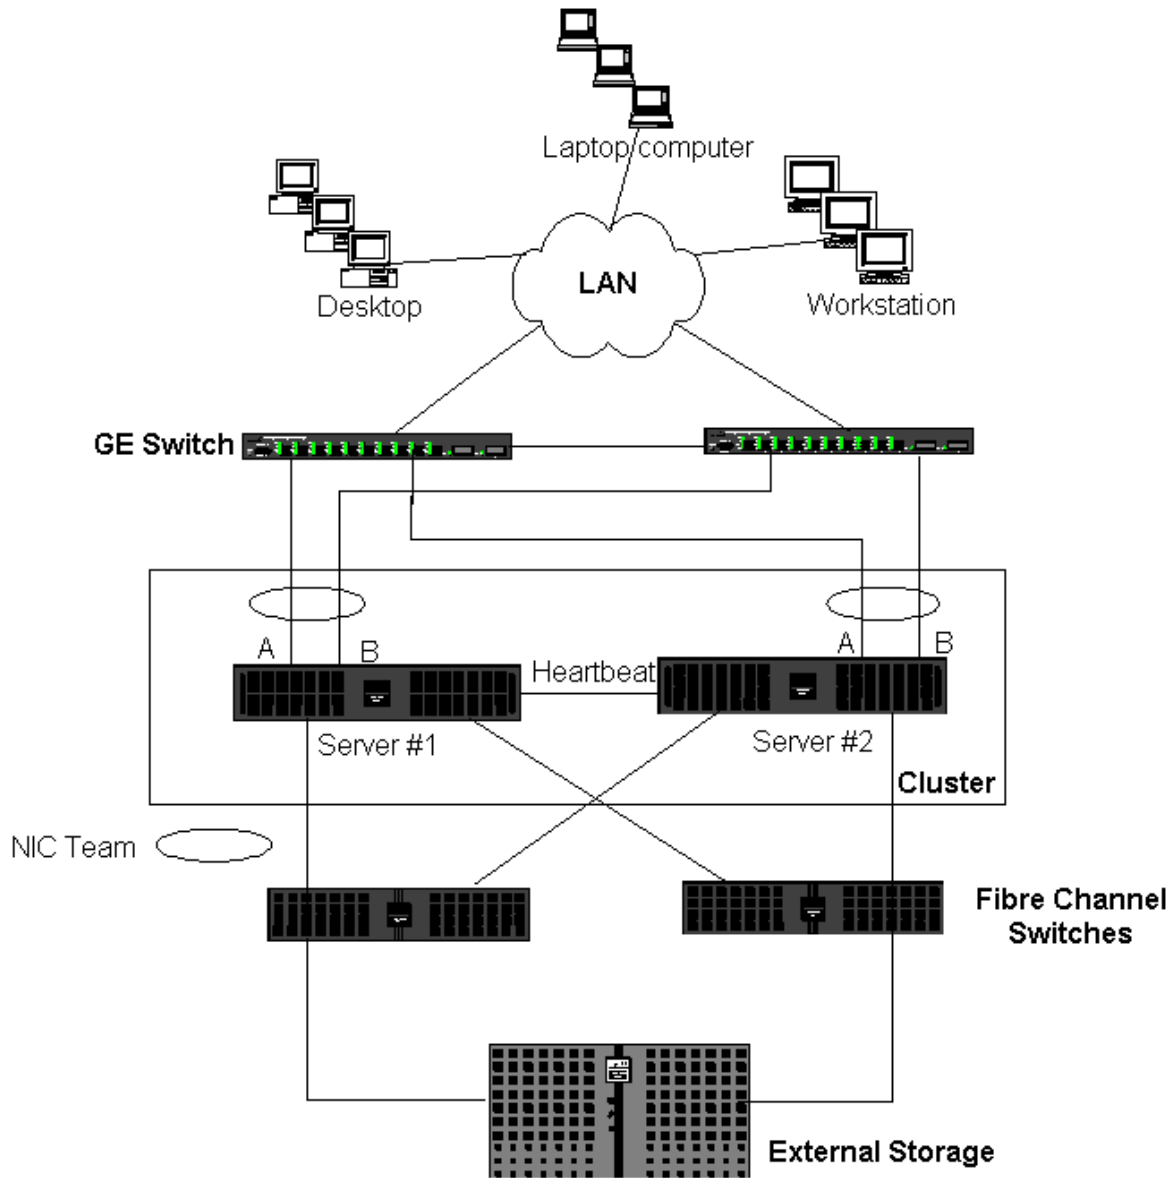 Laptop computer
Desktop
LAN
Workstation
GE Switch
A
B
Heartbeat
A
B
Server #1
Server #2
Cluster
NIC Team
Fibre Channel
Switches
External Storage